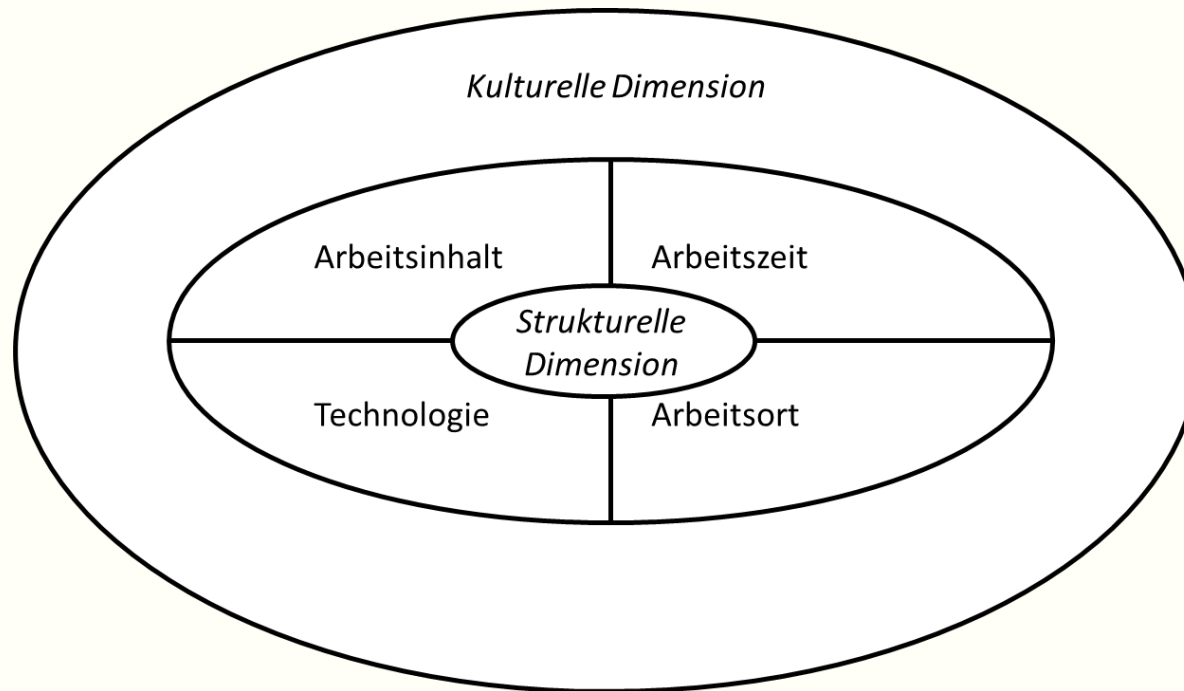 Kulturelle Dimension
Arbeitsinhalt
Arbeitszeit
Strukturelle
Dimension
Technologie
Arbeitsort